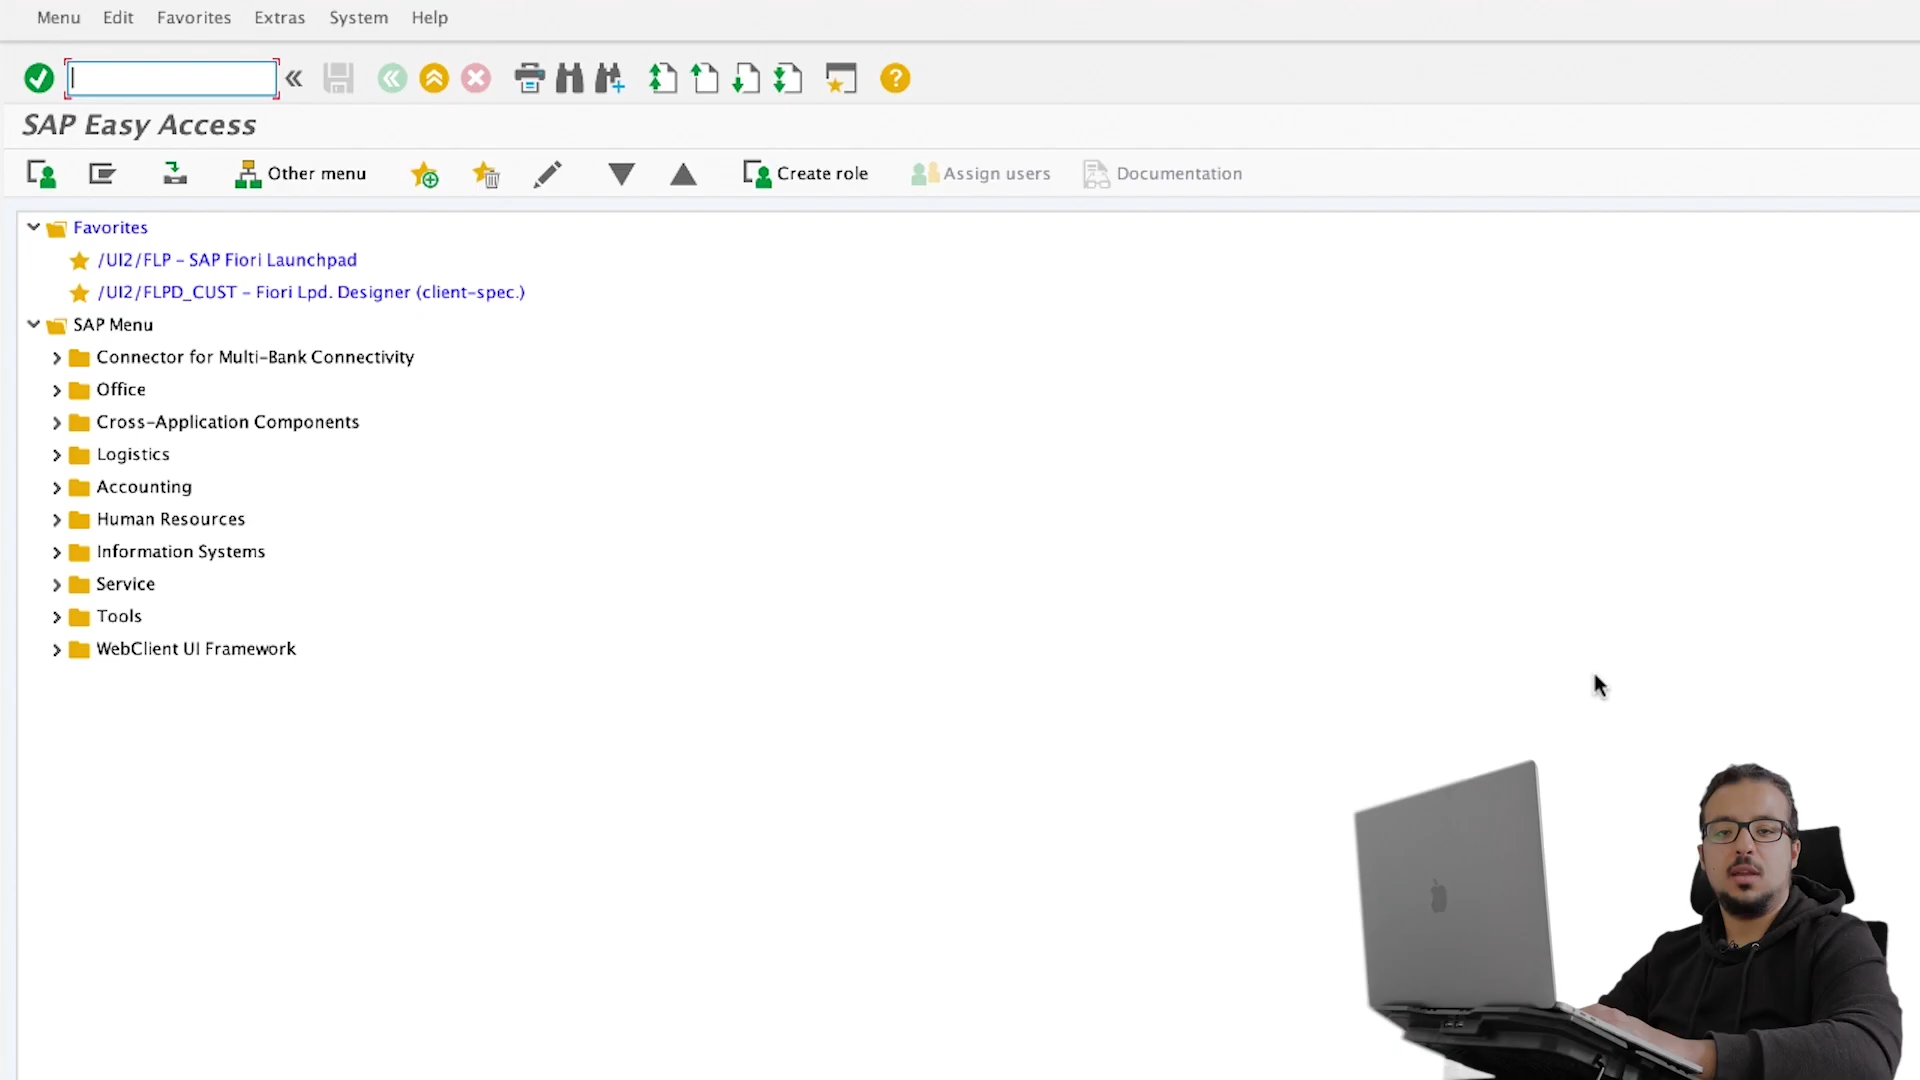 Menu Edit Favorites Extras System Help
SAP Easy Access
Other menu Create role Assign users Documentation
Favorites
/UI2/FLP - SAP Fiori Launchpad
/UI2/FLPD_CUST - Fiori Lpd. Designer (client-spec.)
SAP Menu
Connector for Multi-Bank Connectivity
Office
Cross-Application Components
Logistics
Accounting
Human Resources
Information Systems
Service
Tools
WebClient UI Framework